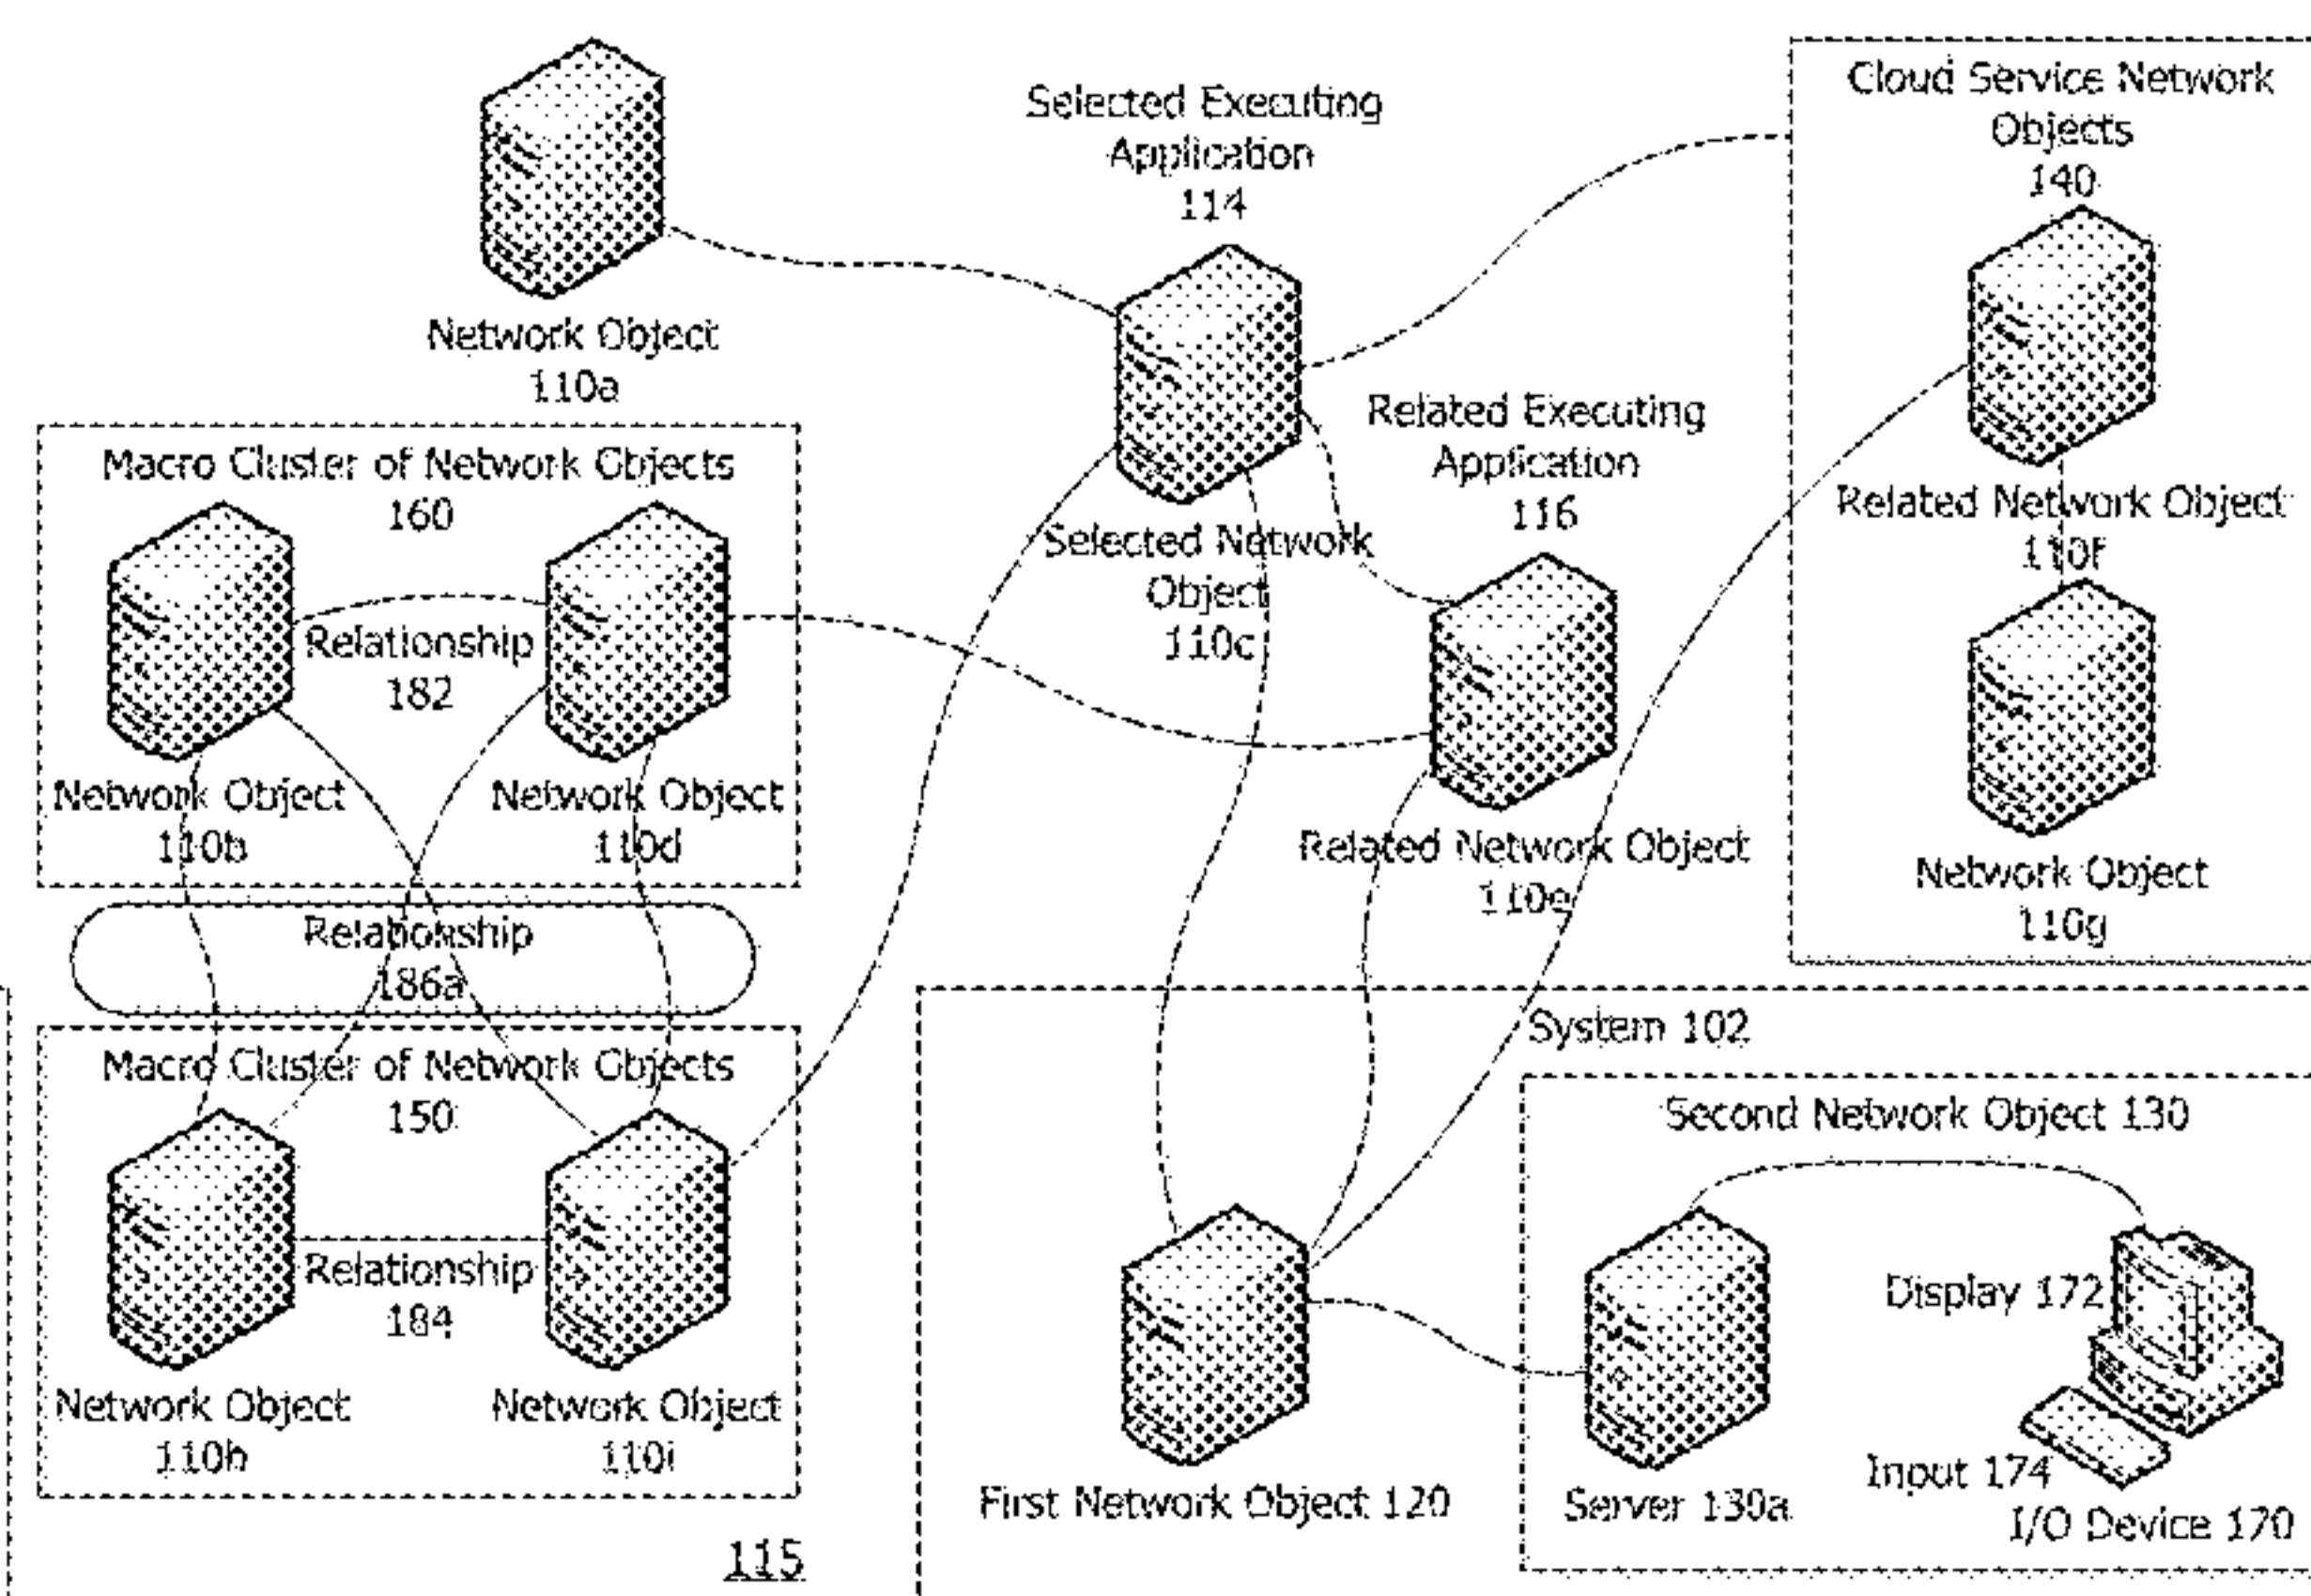 Selected Executing
Application
114
Cloud Service Network
Objects
140
Network Object
110a
Related Executing
Application
116
Macro Cluster of Network Objects
160
Selected Network
Object
110c
Related Network Object
110f
Relationship
182
Network Object
110b
Network Object
110d
Related Network Object
110e
Network Object
110g
Relationship
186a
System 102
Macro Cluster of Network Objects
150
Second Network Object 130
Relationship
184
Display 172
Network Object
110h
Network Object
110i
Input 174
First Network Object 120
Server 130a
I/O Device 170
115